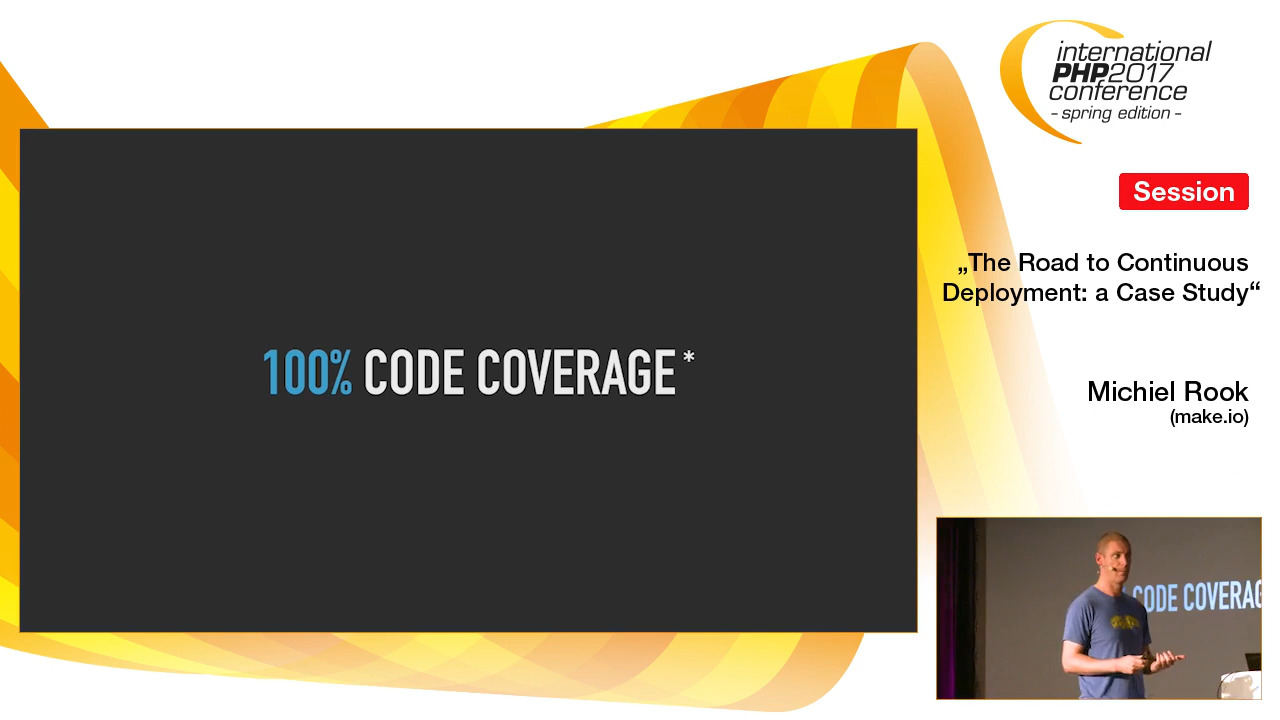 international
PHP2017
conference
- spring edition -
Session
„The Road to Continuous
Deployment: a Case Study“
100% CODE COVERAGE*
Michiel Rook
(make.io)
CODE COVERAG